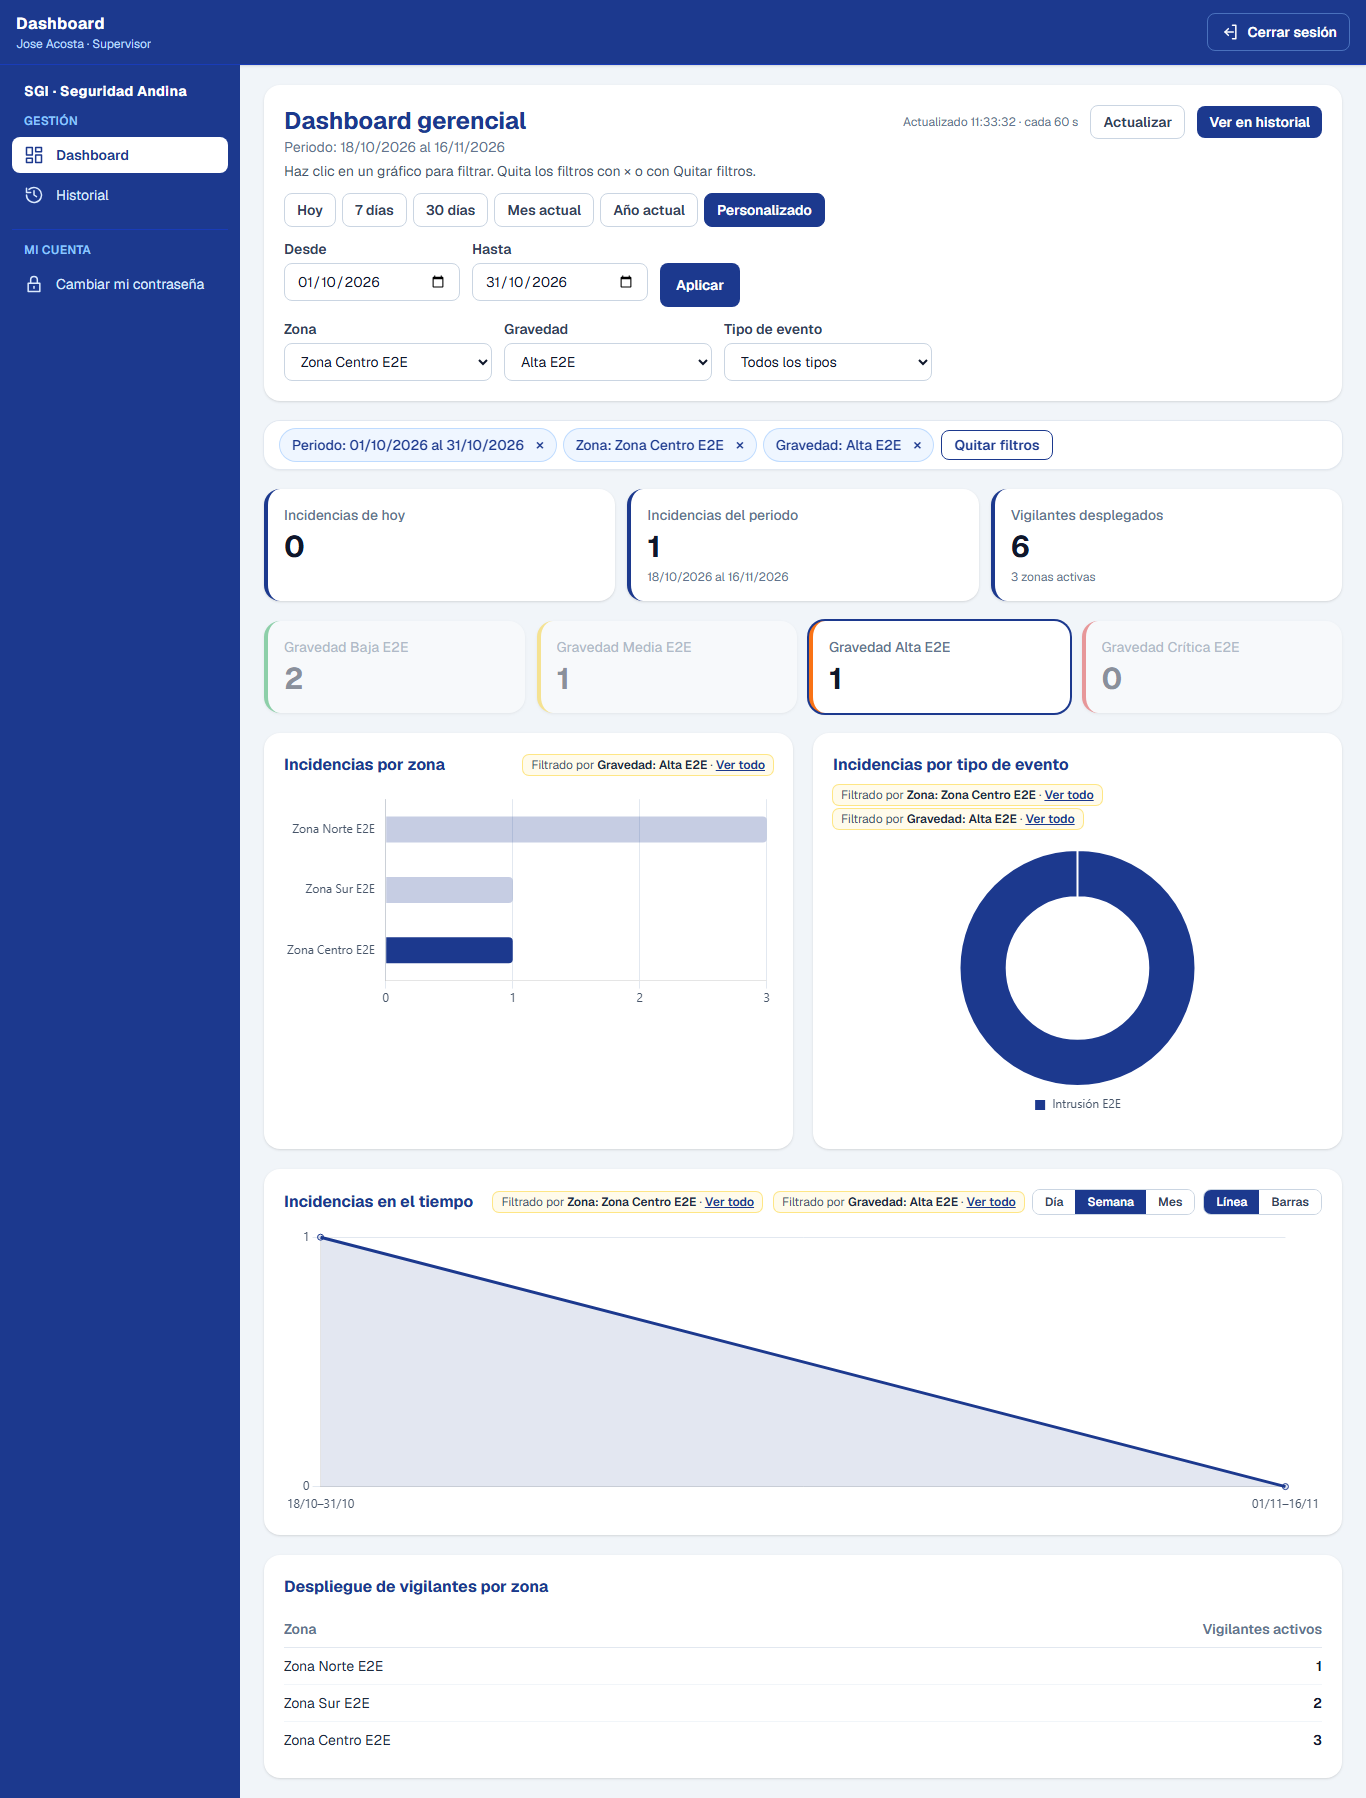 Dashboard
Jose Acosta · Supervisor
Cerrar sesión
SGI · Seguridad Andina
GESTIÓN
Dashboard
Historial
MI CUENTA
Cambiar mi contraseña
Dashboard gerencial
Actualizado 11:33:32 · cada 60 s
Actualizar
Ver en historial
Periodo: 18/10/2026 al 16/11/2026
Haz clic en un gráfico para filtrar. Quita los filtros con × o con Quitar filtros.
Hoy
7 días
30 días
Mes actual
Año actual
Personalizado
Desde
Hasta
01/10/2026
31/10/2026
Aplicar
Zona
Gravedad
Tipo de evento
Zona Centro E2E
Alta E2E
Todos los tipos
Periodo: 01/10/2026 al 31/10/2026 ×
Zona: Zona Centro E2E ×
Gravedad: Alta E2E ×
Quitar filtros
Incidencias de hoy
0
Incidencias del periodo
1
18/10/2026 al 16/11/2026
Vigilantes desplegados
6
3 zonas activas
Gravedad Baja E2E
2
Gravedad Media E2E
1
Gravedad Alta E2E
1
Gravedad Crítica E2E
0
Incidencias por zona
Filtrado por Gravedad: Alta E2E · Ver todo
Zona Norte E2E
Zona Sur E2E
Zona Centro E2E
0 1 2 3
Incidencias por tipo de evento
Filtrado por Zona: Zona Centro E2E · Ver todo
Filtrado por Gravedad: Alta E2E · Ver todo
Intrusión E2E
Incidencias en el tiempo
Filtrado por Zona: Zona Centro E2E · Ver todo
Filtrado por Gravedad: Alta E2E · Ver todo
Día
Semana
Mes
Línea
Barras
1
0
18/10–31/10
01/11–16/11
Despliegue de vigilantes por zona
Zona Vigilantes activos
Zona Norte E2E 1
Zona Sur E2E 2
Zona Centro E2E 3